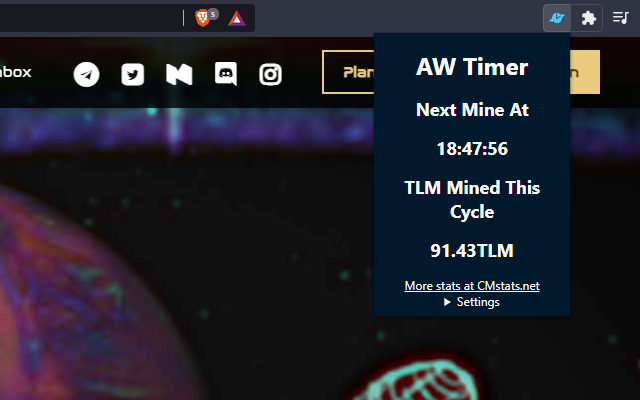 5
nbox
Plan
n
AW Timer
Next Mine At
18:47:56
TLM Mined This
Cycle
91.43TLM
More stats at CMstats.net
▶ Settings